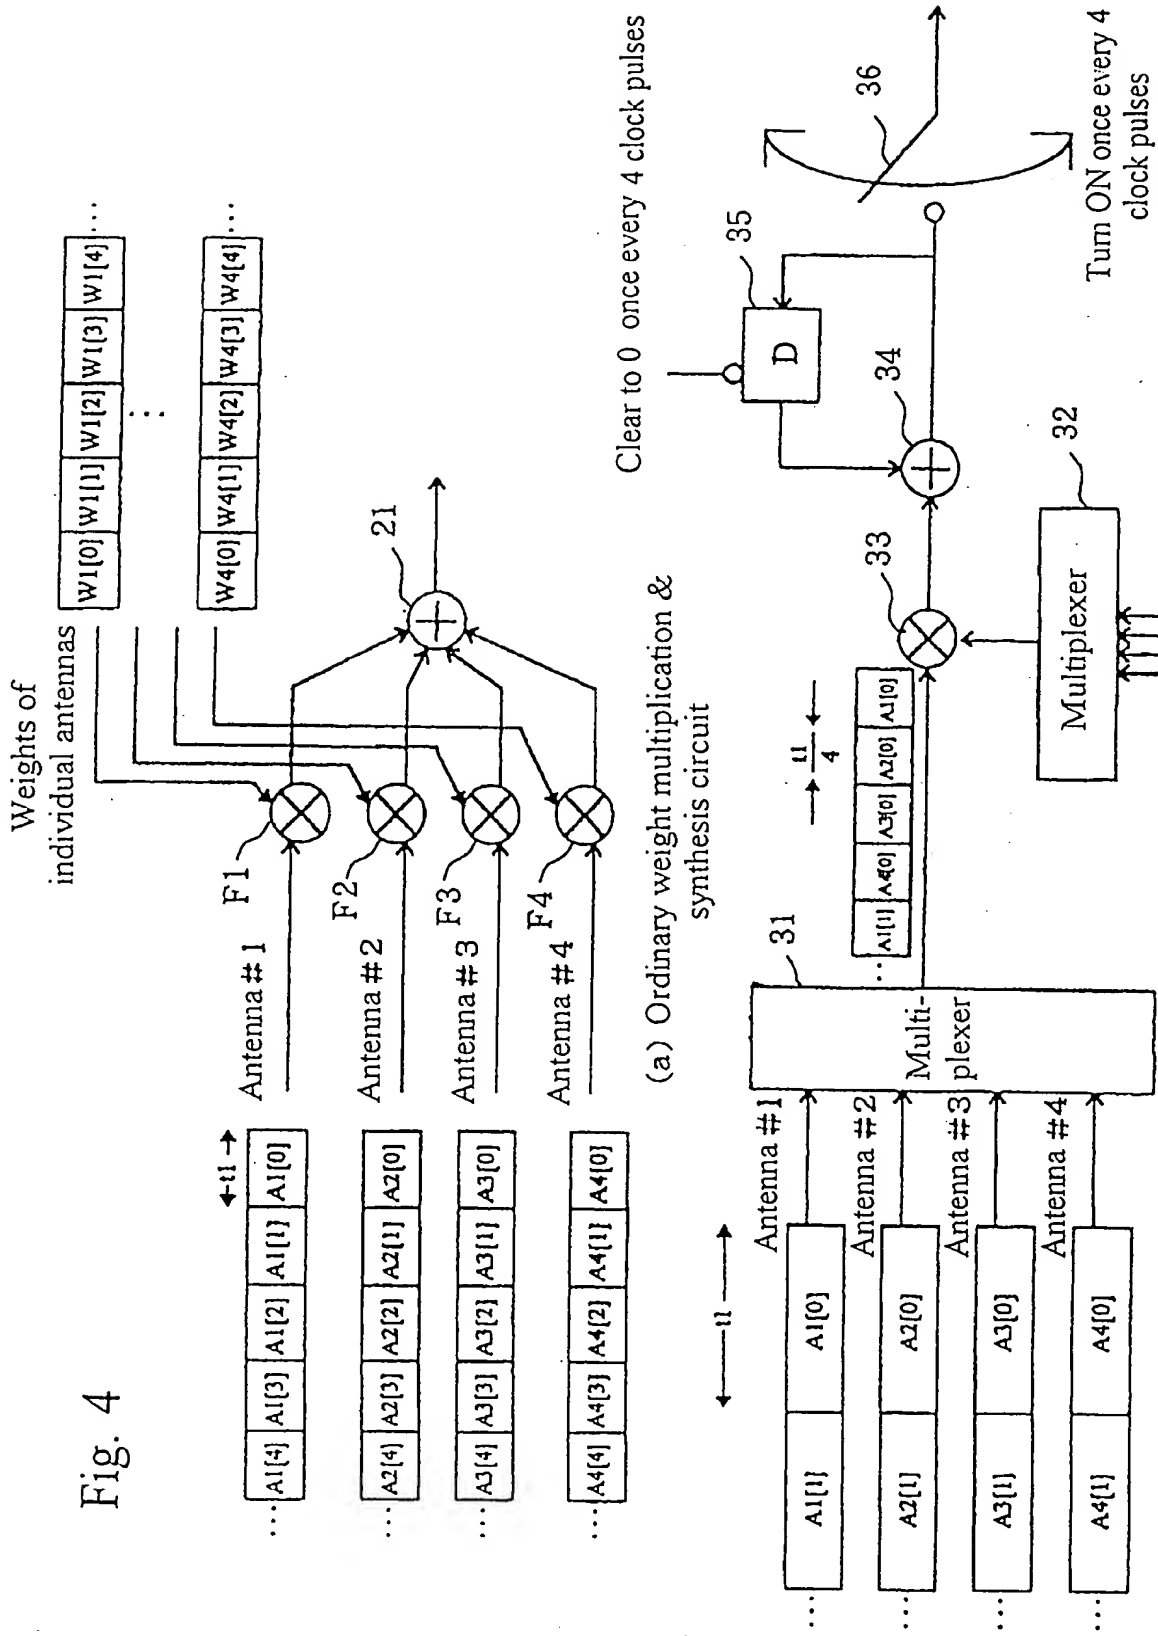 Fig. 4
Weights of
individual antennas
W1[0] W1[1] W1[2] W1[3] W1[4] ...
⋮
W4[0] W4[1] W4[2] W4[3] W4[4] ...
t1
... A1[4] A1[3] A1[2] A1[1] A1[0]
... A2[4] A2[3] A2[2] A2[1] A2[0]
... A3[4] A3[3] A3[2] A3[1] A3[0]
... A4[4] A4[3] A4[2] A4[1] A4[0]
Antenna #1
Antenna #2
Antenna #3
Antenna #4
F1
F2
F3
F4
21
(a) Ordinary weight multiplication &
synthesis circuit
t1
... A1[1] A1[0]
... A2[1] A2[0]
... A3[1] A3[0]
... A4[1] A4[0]
Antenna #1
Antenna #2
Antenna #3
Antenna #4
31
Multi-
plexer
... A1[1] A4[0] A3[0] A2[0] A1[0]
t1
4
33
Multiplexer
32
34
D
35
Clear to 0 once every 4 clock pulses
36
Turn ON once every 4
clock pulses